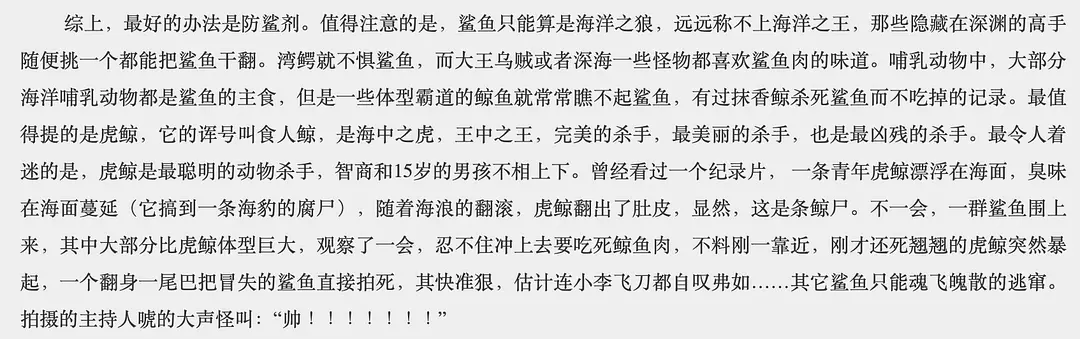 综上，最好的办法是防鲨剂。值得注意的是，鲨鱼只能算是海洋之狼，远远称不上海洋之王，那些隐藏在深渊的高手
随便挑一个都能把鲨鱼干翻。湾鳄就不惧鲨鱼，而大王乌贼或者深海一些怪物都喜欢鲨鱼肉的味道。哺乳动物中，大部分
海洋哺乳动物都是鲨鱼的主食，但是一些体型霸道的鲸鱼就常常瞧不起鲨鱼，有过抹香鲸杀死鲨鱼而不吃掉的记录。最值
得提的是虎鲸，它的诨号叫食人鲸，是海中之虎，王中之王，完美的杀手，最美丽的杀手，也是最凶残的杀手。最令人着
迷的是，虎鲸是最聪明的动物杀手，智商和15岁的男孩不相上下。曾经看过一个纪录片， 一条青年虎鲸漂浮在海面，臭味
在海面蔓延（它搞到一条海豹的腐尸），随着海浪的翻滚，虎鲸翻出了肚皮，显然，这是条鲸尸。不一会，一群鲨鱼围上
来，其中大部分比虎鲸体型巨大，观察了一会，忍不住冲上去要吃死鲸鱼肉，不料刚一靠近，刚才还死翘翘的虎鲸突然暴
起，一个翻身一尾巴把冒失的鲨鱼直接拍死，其快准狠，估计连小李飞刀都自叹弗如……其它鲨鱼只能魂飞魄散的逃窜。
拍摄的主持人唬的大声怪叫：“帅！！！！！！！”